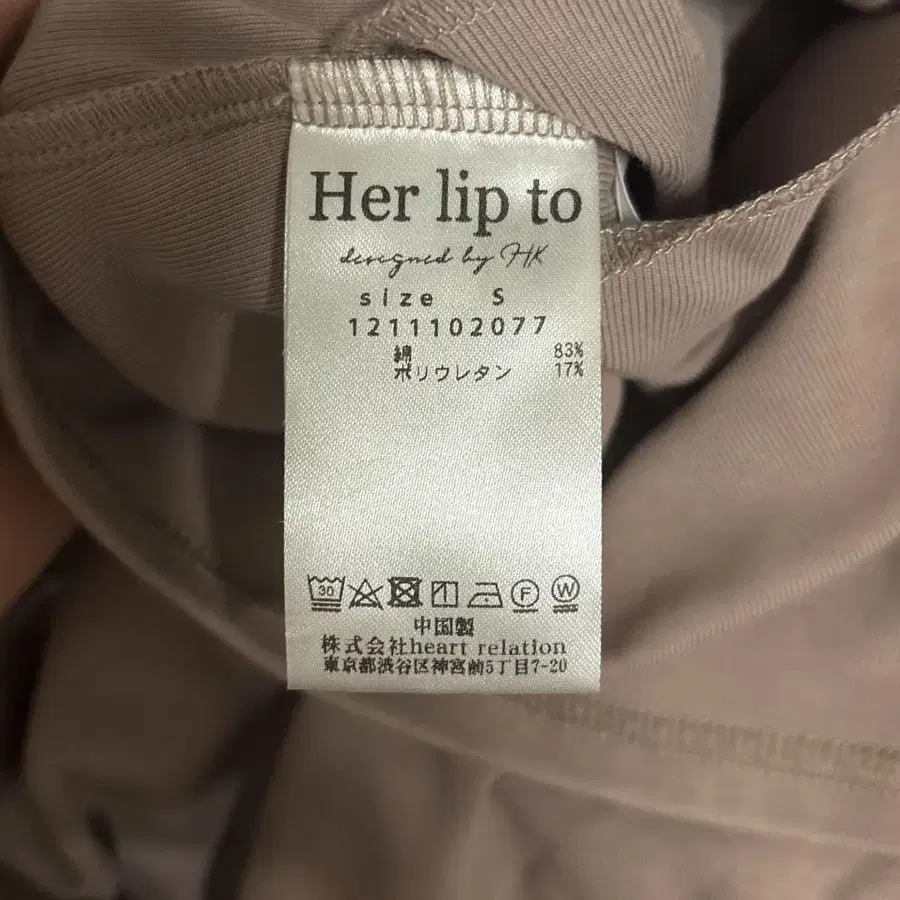 Her lip to
designed by HK
size S
1211102077
綿 83%
ポリウレタン 17%
30 F W
中国製
株式会社heart relation
東京都渋谷区神宮前5丁目7-20